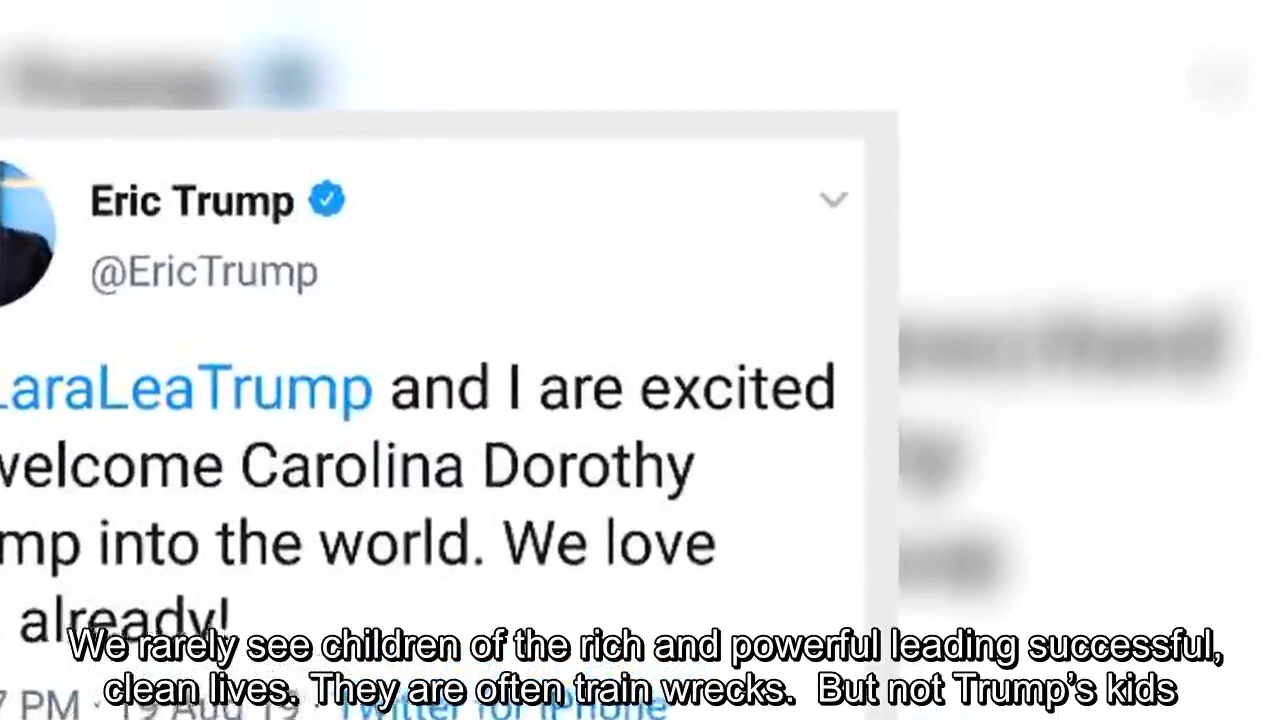 Eric Trump
@EricTrump
LaraLeaTrump and I are excited
welcome Carolina Dorothy
mp into the world. We love
already!
We rarely see children of the rich and powerful leading successful,
clean lives. They are often train wrecks. But not Trump's kids
7 PM · 19 Aug 19 · Twitter for iPhone